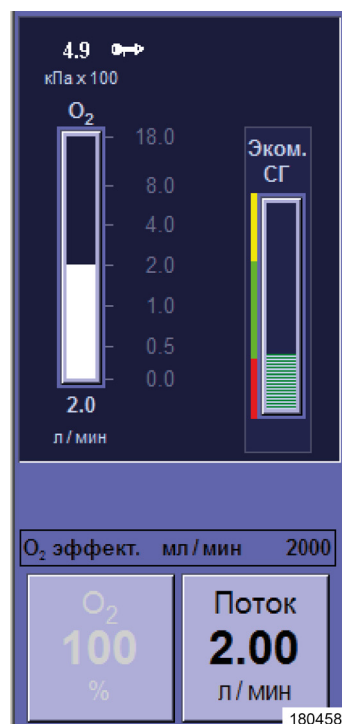 4.9
кПа x 100
O₂
18.0
8.0
4.0
2.0
1.0
0.5
0.0
2.0
л / мин
Эком.
СГ
O₂ эффект. мл / мин 2000
O₂
100
%
Поток
2.00
л / мин
180458